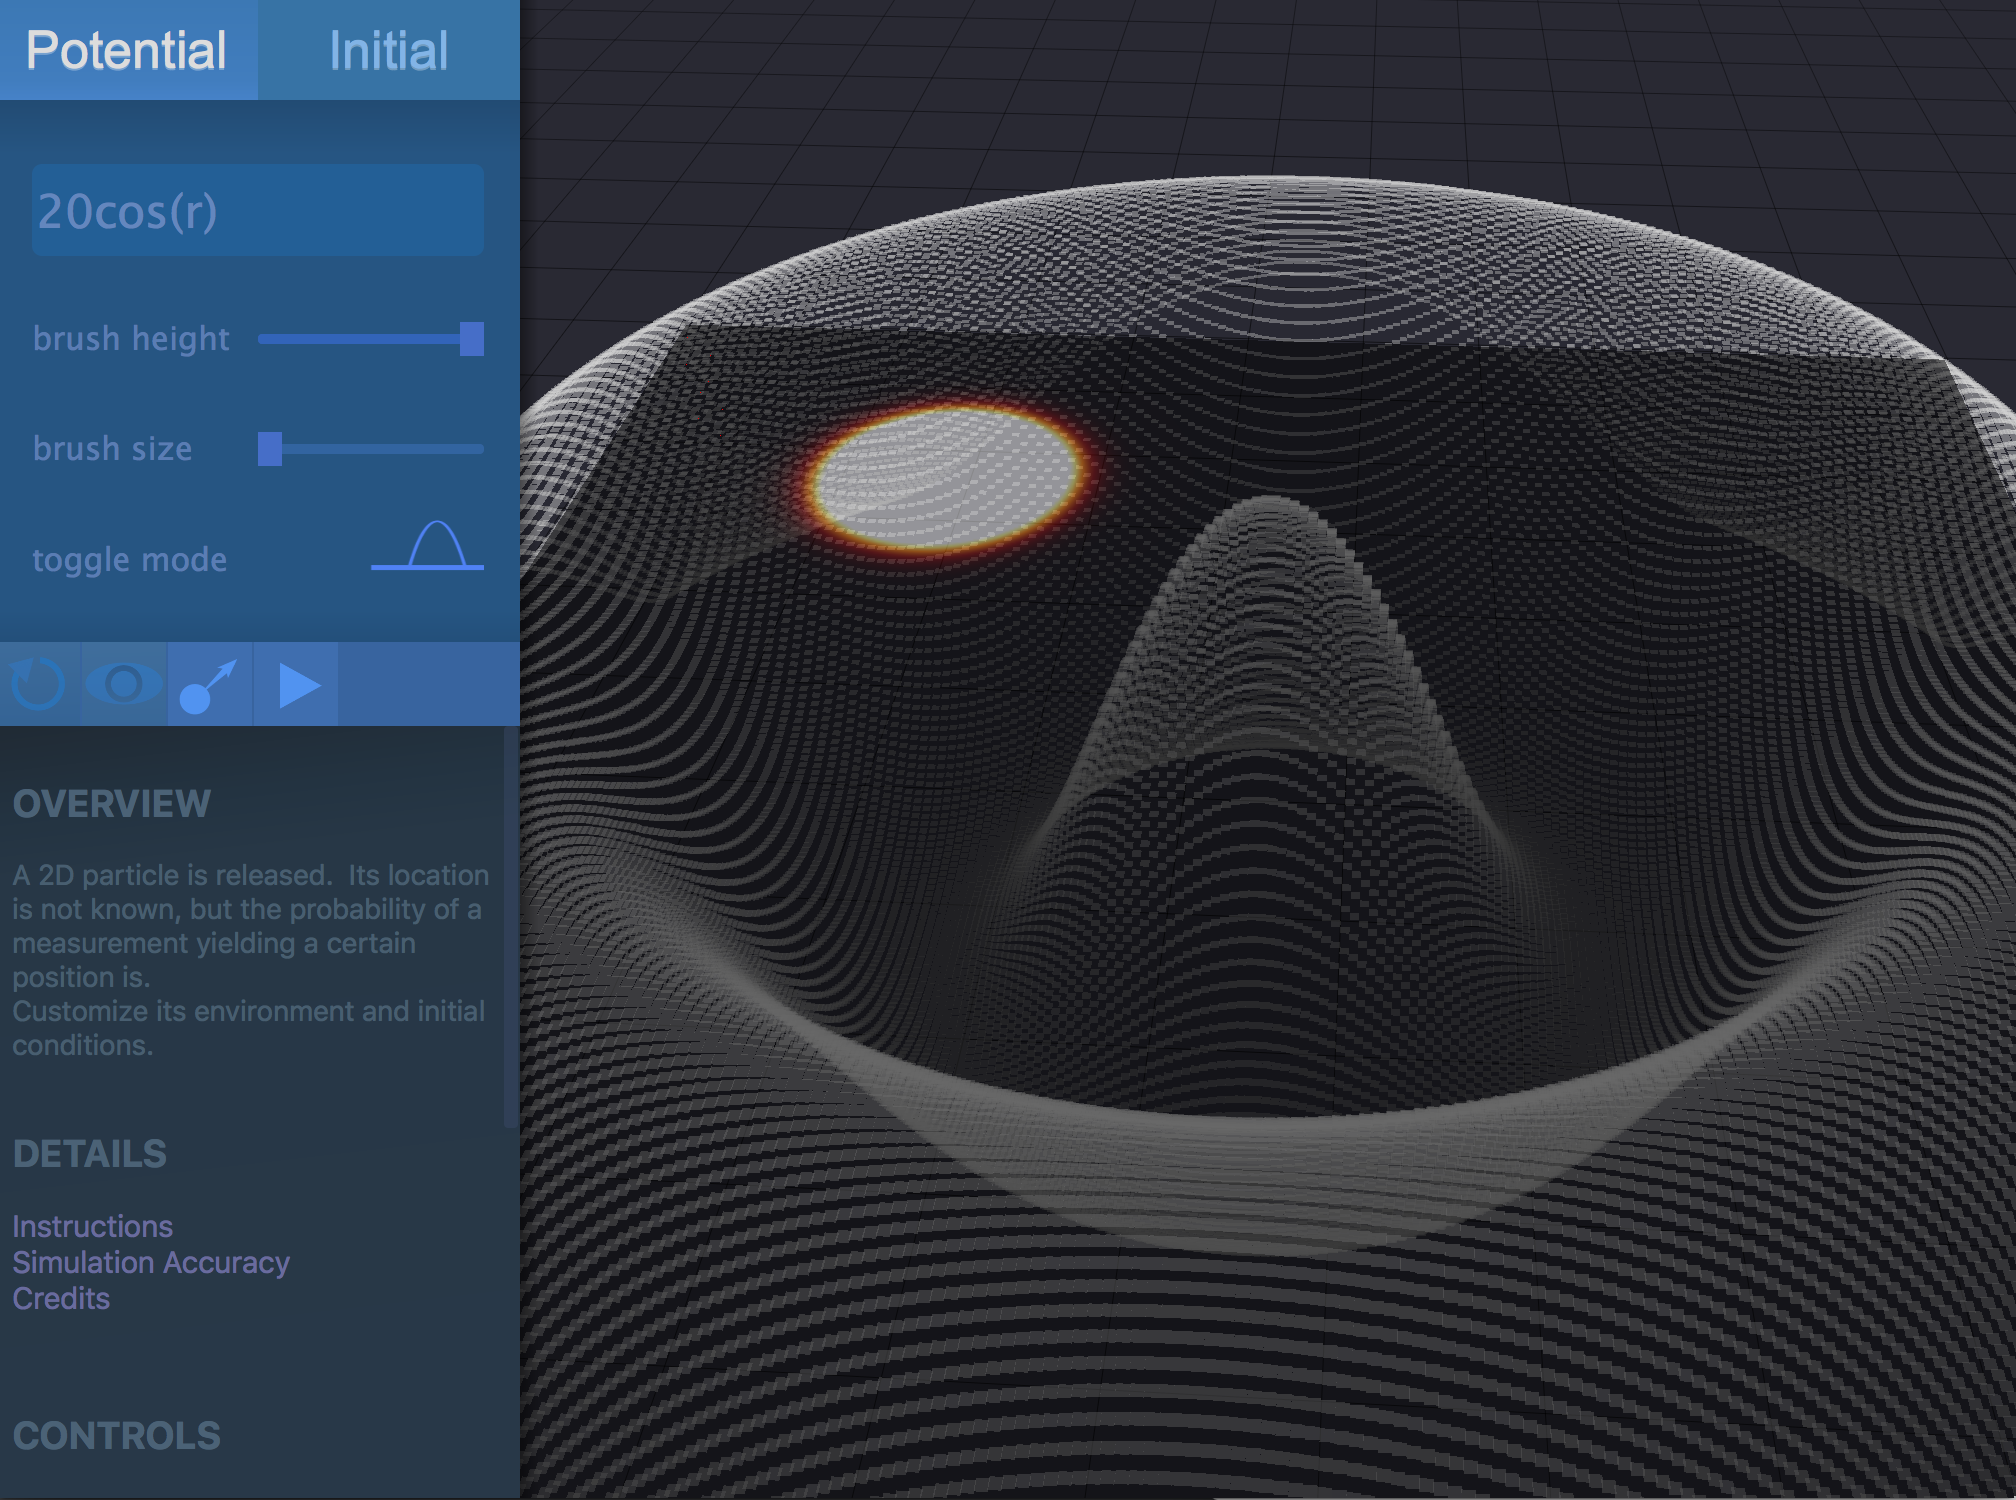 Potential Initial
20cos(r)
brush height
brush size
toggle mode
OVERVIEW
A 2D particle is released.  Its location
is not known, but the probability of a
measurement yielding a certain
position is.
Customize its environment and initial
conditions.
DETAILS
Instructions
Simulation Accuracy
Credits
CONTROLS